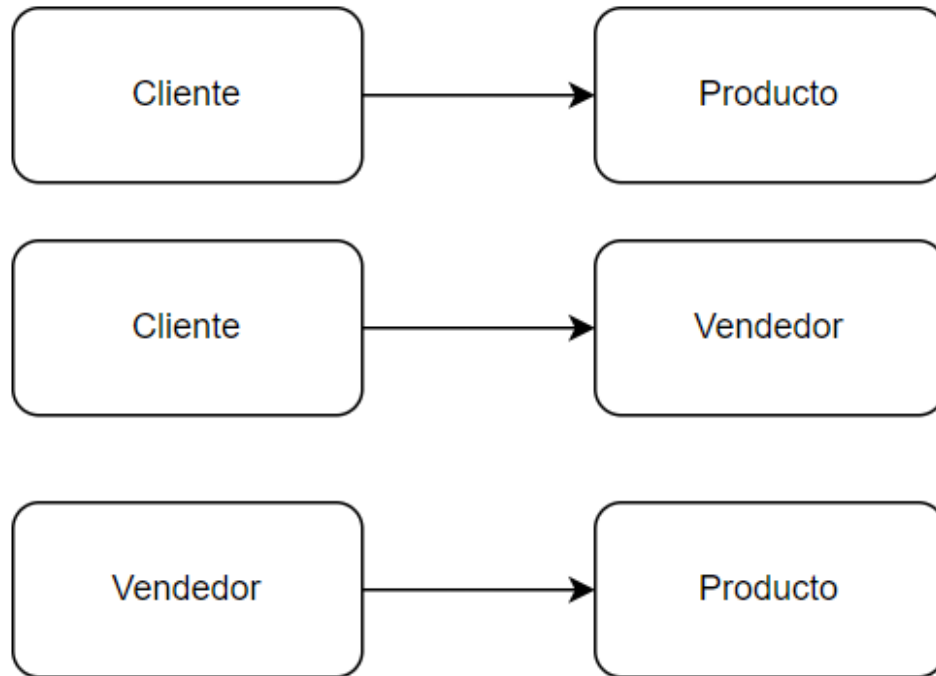 Cliente
Producto
Cliente
Vendedor
Vendedor
Producto